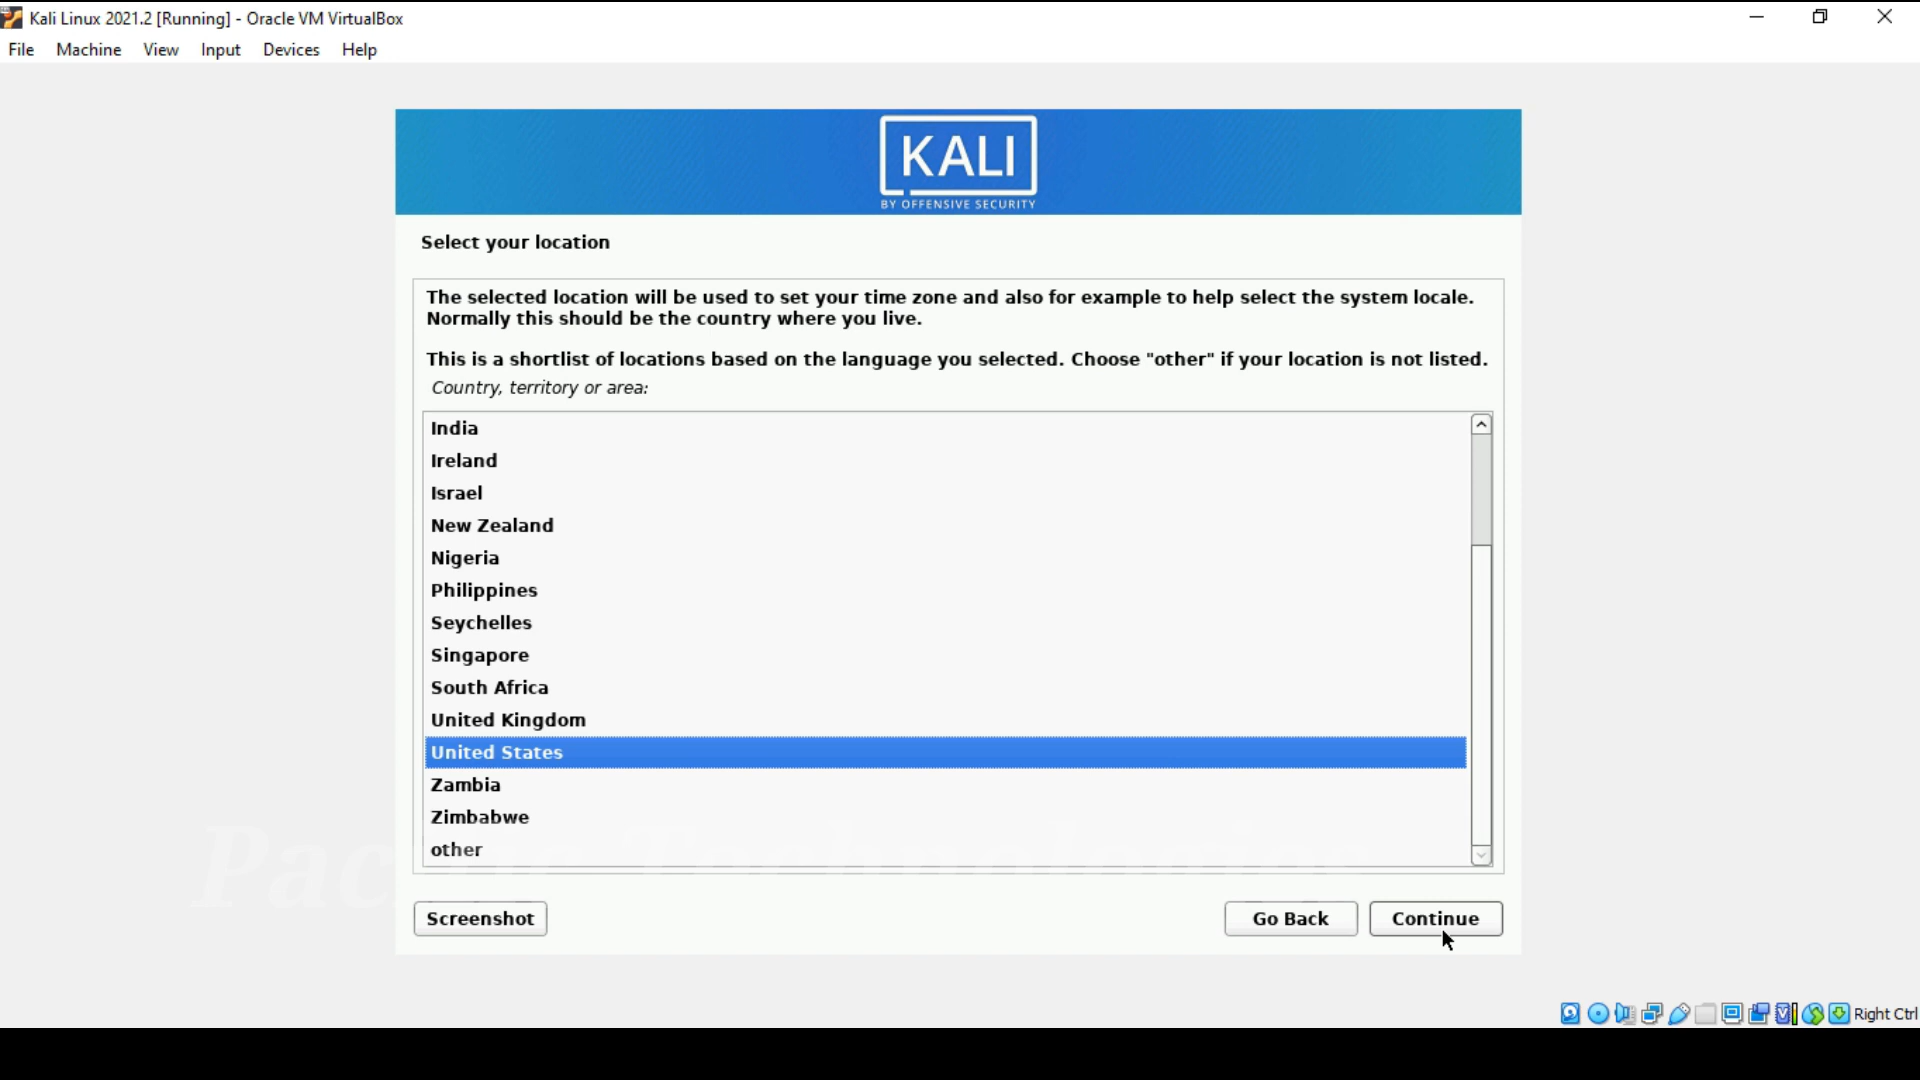 Kali Linux 2021.2 [Running] - Oracle VM VirtualBox
File Machine View Input Devices Help
KALI
BY OFFENSIVE SECURITY
Select your location
The selected location will be used to set your time zone and also for example to help select the system locale.
Normally this should be the country where you live.
This is a shortlist of locations based on the language you selected. Choose "other" if your location is not listed.
Country, territory or area:
India
Ireland
Israel
New Zealand
Nigeria
Philippines
Seychelles
Singapore
South Africa
United Kingdom
United States
Zambia
Zimbabwe
other
Screenshot
Go Back
Continue
Right Ctrl